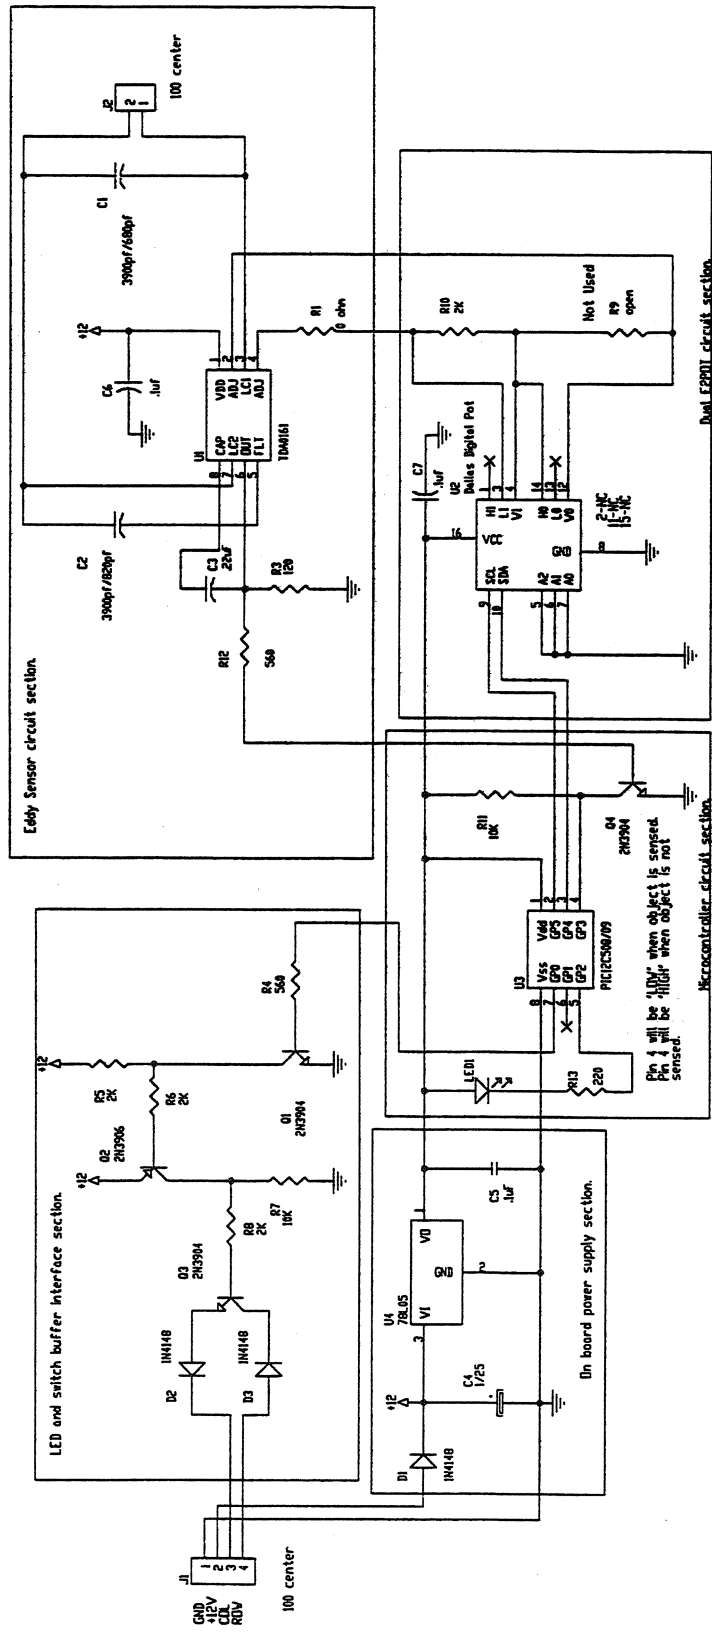 Eddy Sensor circuit section.
J2
2
1
100 center
C1
3900pf/680pf
+12
C6
.1uf
U1
VDD
ADJ
LC1
ADJ
CAP
LC2
OUT
FLT
1
2
3
4
8
7
6
5
TDA0161
C2
3900pf/820pf
C3
.22uf
R3
120
R12
560
R1
0 ohm
LED and switch buffer interface section.
+12
R5
2K
R6
2K
R4
560
Q1
2N3904
+12
Q2
2N3906
R7
10K
R8
2K
Q3
2N3904
1N4148
D2
1N4148
D3
J1
1
2
3
4
GND
+12V
COL
ROW
100 center
Dual E2POT circuit section.
R10
2K
Not Used
R9
open
C7
.1uf
U2
Dallas Digital Pot
16
VCC
1
3
4
14
13
12
H1
L1
V1
H0
L0
V0
SCL
SDA
A2
A1
A0
9
10
5
6
7
GND
8
2-NC
11-NC
15-NC
Microcontroller circuit section.
R11
10K
Q4
2N3904
U3
PIC12C508/09
Vdd
GP5
GP4
GP3
Vss
GP0
GP1
GP2
1
2
3
4
8
7
6
5
Pin 4 will be 'LOW' when object is sensed.
Pin 4 will be 'HIGH' when object is not
sensed.
LED1
R13
220
On board power supply section.
U4
78L05
VI
VO
GND
3
1
2
C5
.1uf
+12
C4
1/25
D1
1N4148